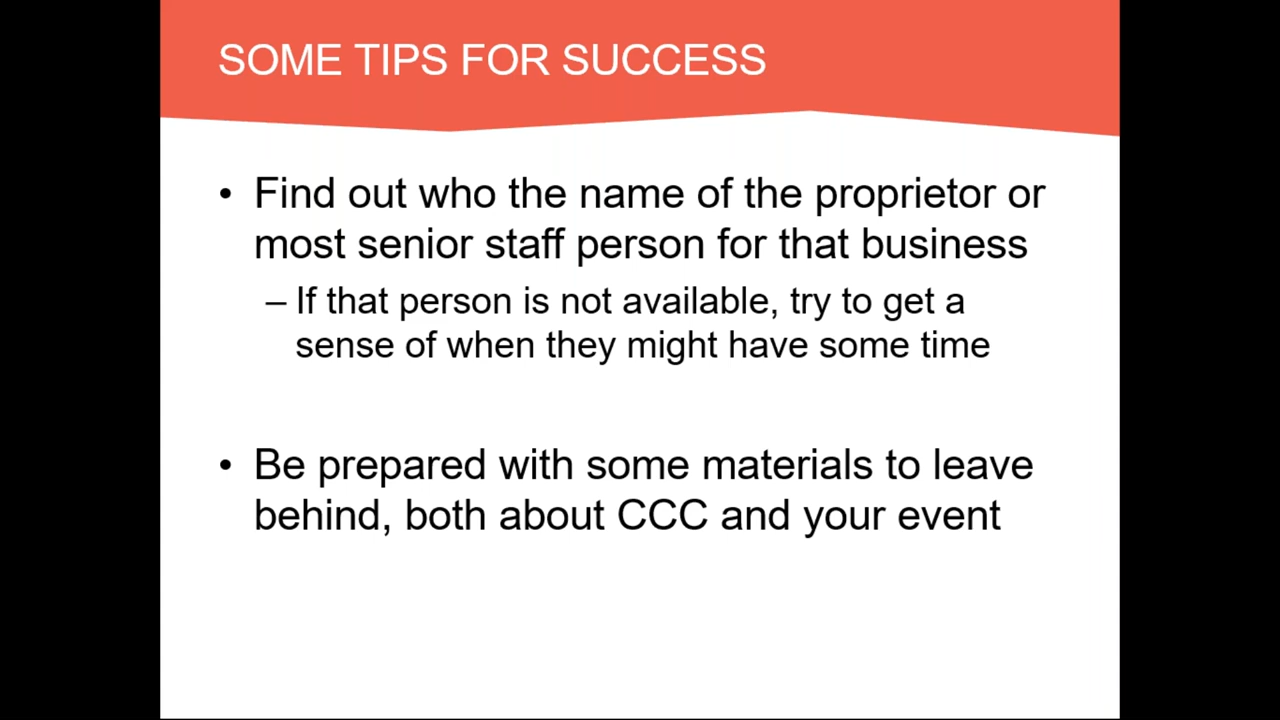 SOME TIPS FOR SUCCESS
• Find out who the name of the proprietor or
most senior staff person for that business
– If that person is not available, try to get a
sense of when they might have some time
• Be prepared with some materials to leave
behind, both about CCC and your event